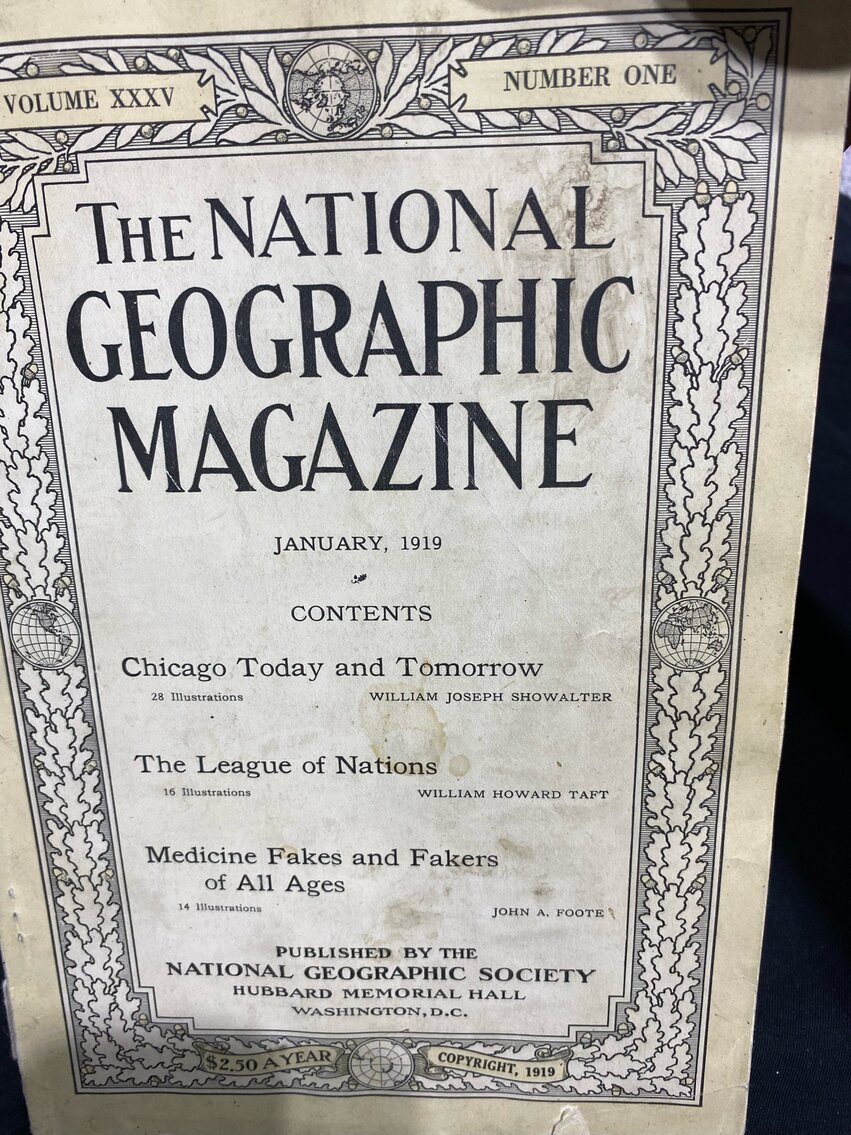 VOLUME XXXV
NUMBER ONE
THE NATIONAL
GEOGRAPHIC
MAGAZINE
JANUARY, 1919
CONTENTS
Chicago Today and Tomorrow
28 Illustrations WILLIAM JOSEPH SHOWALTER
The League of Nations
16 Illustrations WILLIAM HOWARD TAFT
Medicine Fakes and Fakers
of All Ages
14 Illustrations JOHN A. FOOTE
PUBLISHED BY THE
NATIONAL GEOGRAPHIC SOCIETY
HUBBARD MEMORIAL HALL
WASHINGTON, D.C.
$2.50 A YEAR
COPYRIGHT, 1919